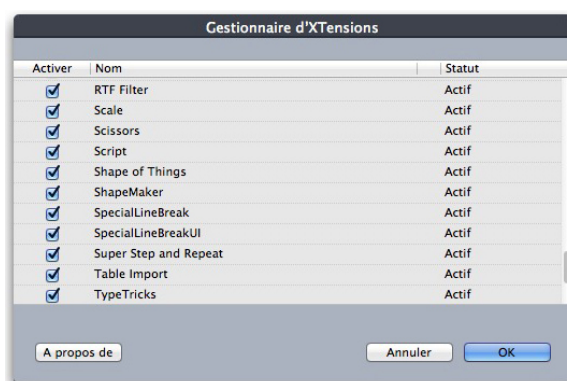 Gestionnaire d'XTensions
Activer Nom Statut
RTF Filter Actif
Scale Actif
Scissors Actif
Script Actif
Shape of Things Actif
ShapeMaker Actif
SpecialLineBreak Actif
SpecialLineBreakUI Actif
Super Step and Repeat Actif
Table Import Actif
TypeTricks Actif
A propos de Annuler OK